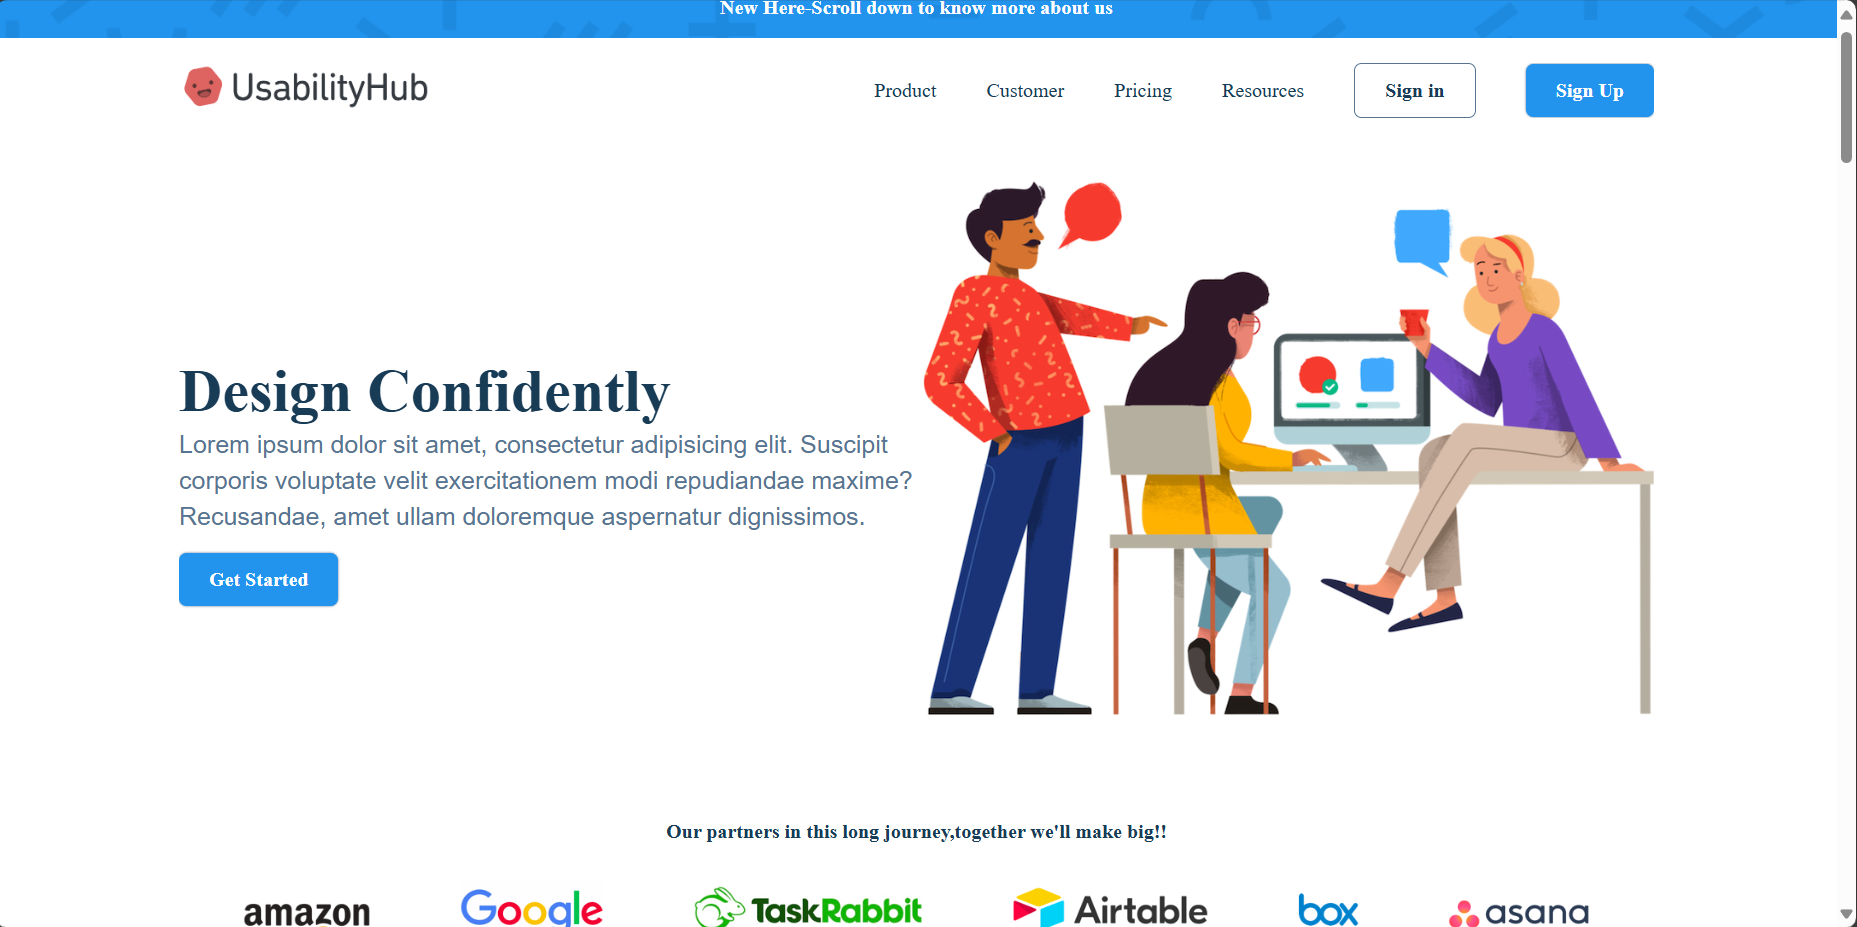 New Here-Scroll down to know more about us
UsabilityHub
Product
Customer
Pricing
Resources
Sign in
Sign Up
Design Confidently
Lorem ipsum dolor sit amet, consectetur adipisicing elit. Suscipit
corporis voluptate velit exercitationem modi repudiandae maxime?
Recusandae, amet ullam doloremque aspernatur dignissimos.
Get Started
Our partners in this long journey,together we'll make big!!
amazon
Google
TaskRabbit
Airtable
box
asana